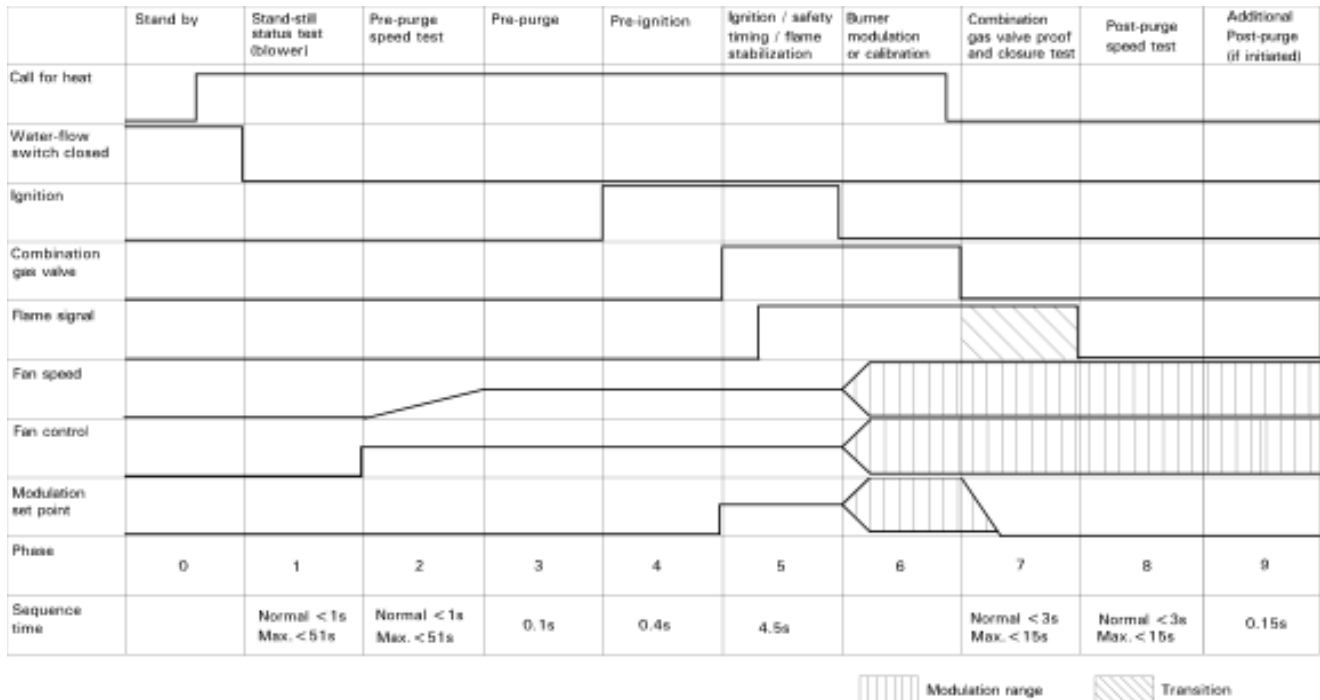 Stand by
Stand-still
status test
(blower)
Pre-purge
speed test
Pre-purge
Pre-ignition
Ignition / safety
timing / flame
stabilization
Burner
modulation
or calibration
Combination
gas valve proof
and closure test
Post-purge
speed test
Additional
Post-purge
(if initiated)
Call for heat
Water-flow
switch closed
Ignition
Combination
gas valve
Flame signal
Fan speed
Fan control
Modulation
set point
Phase
0 1 2 3 4 5 6 7 8 9
Sequence
time
Normal <1s
Max. <51s
Normal <1s
Max. <51s
0.1s
0.4s
4.5s
Normal <3s
Max. <15s
Normal <3s
Max. <15s
0.15s
Modulation range
Transition